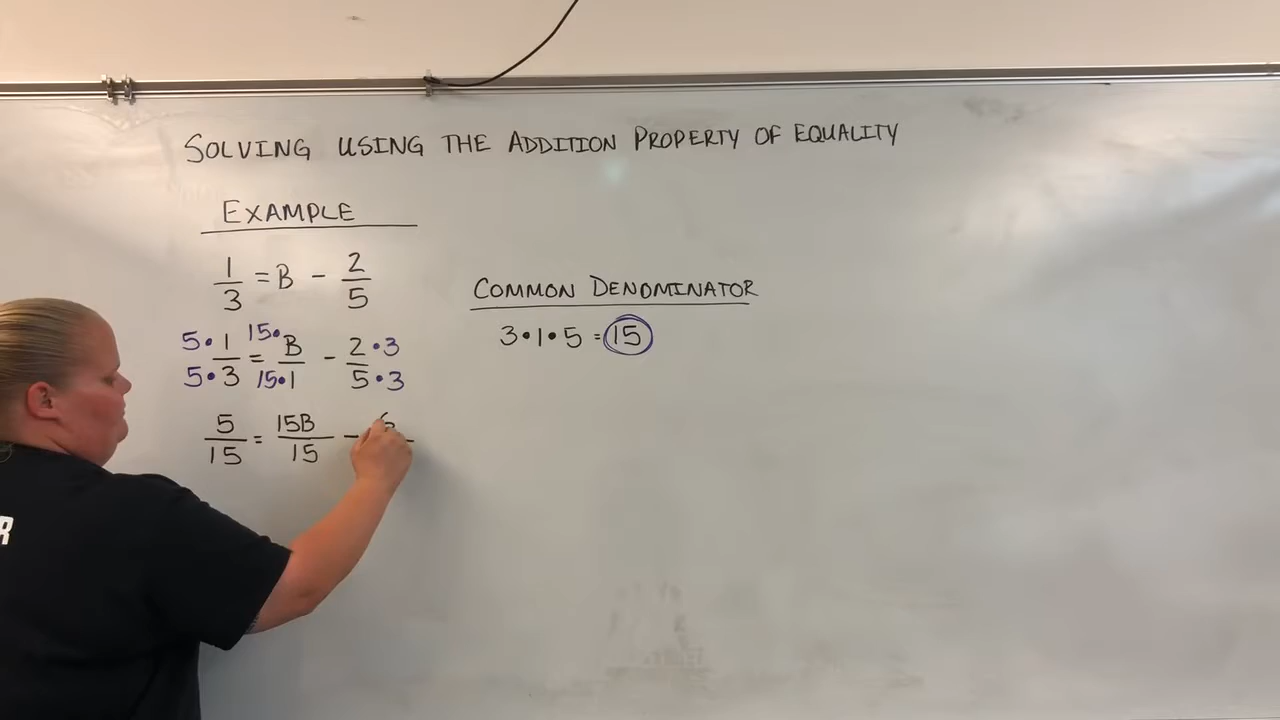 SOLVING USING THE ADDITION PROPERTY OF EQUALITY
EXAMPLE
1/3 = B - 2/5
5•1/5•3 = 15•B/15•1 - 2•3/5•3
5/15 = 15B/15 -
COMMON DENOMINATOR
3•1•5 = 15
R